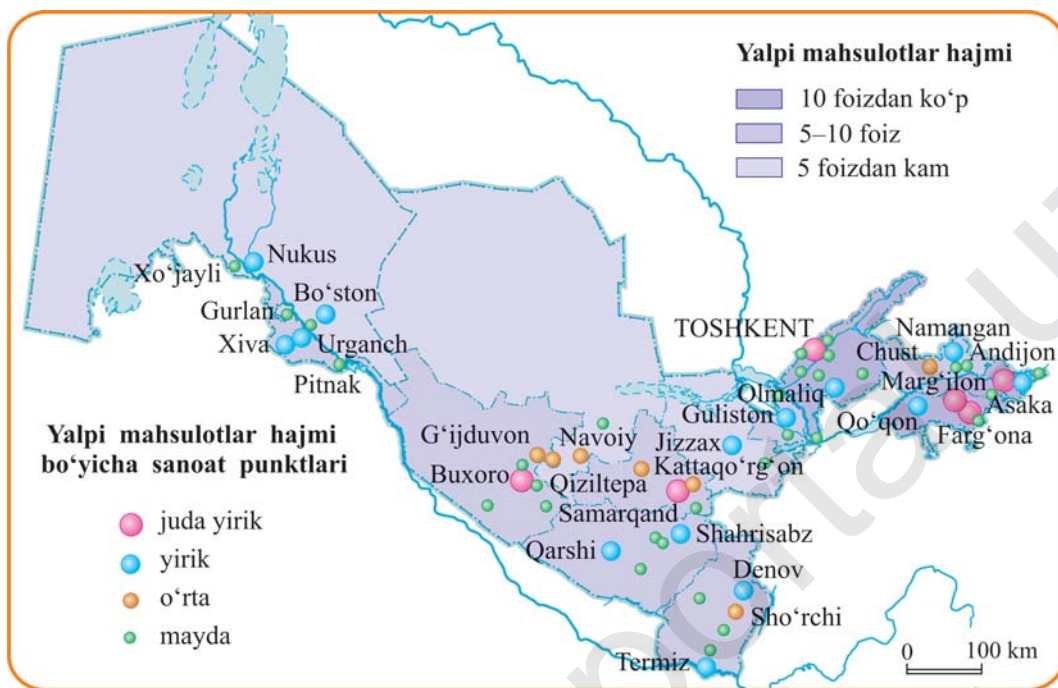 Yalpi mahsulotlar hajmi
10 foizdan ko‘p
5–10 foiz
5 foizdan kam
Nukus
Xo‘jayli
Bo‘ston
Gurlan
Xiva
Urganch
Pitnak
TOSHKENT
Namangan
Chust
Andijon
Marg‘ilon
Olmaliq
Asaka
Guliston
Qo‘qon
Farg‘ona
G‘ijduvon
Navoiy
Jizzax
Kattaqo‘rg‘on
Buxoro
Qiziltepa
Samarqand
Shahrisabz
Qarshi
Denov
Sho‘rchi
Termiz
Yalpi mahsulotlar hajmi
bo‘yicha sanoat punktlari
juda yirik
yirik
o‘rta
mayda
0 100 km
portal.uz